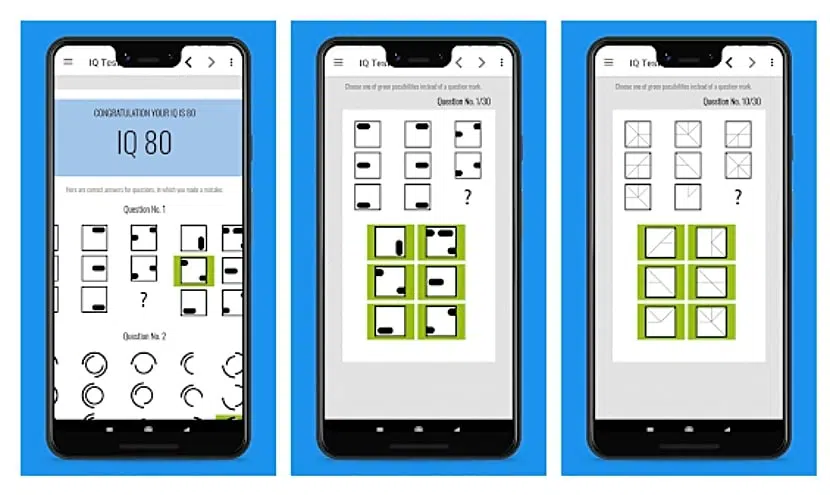 IQ Tes
CONGRATULATION YOUR IQ IS 80
IQ 80
Here are correct answers for questions, in which you made a mistake.
Question No. 1
?
Question No. 2
IQ Tes
Choose one of given possibilities instead of a question mark.
Question No. 1/30
?
IQ Tes
Choose one of given possibilities instead of a question mark.
Question No. 10/30
?